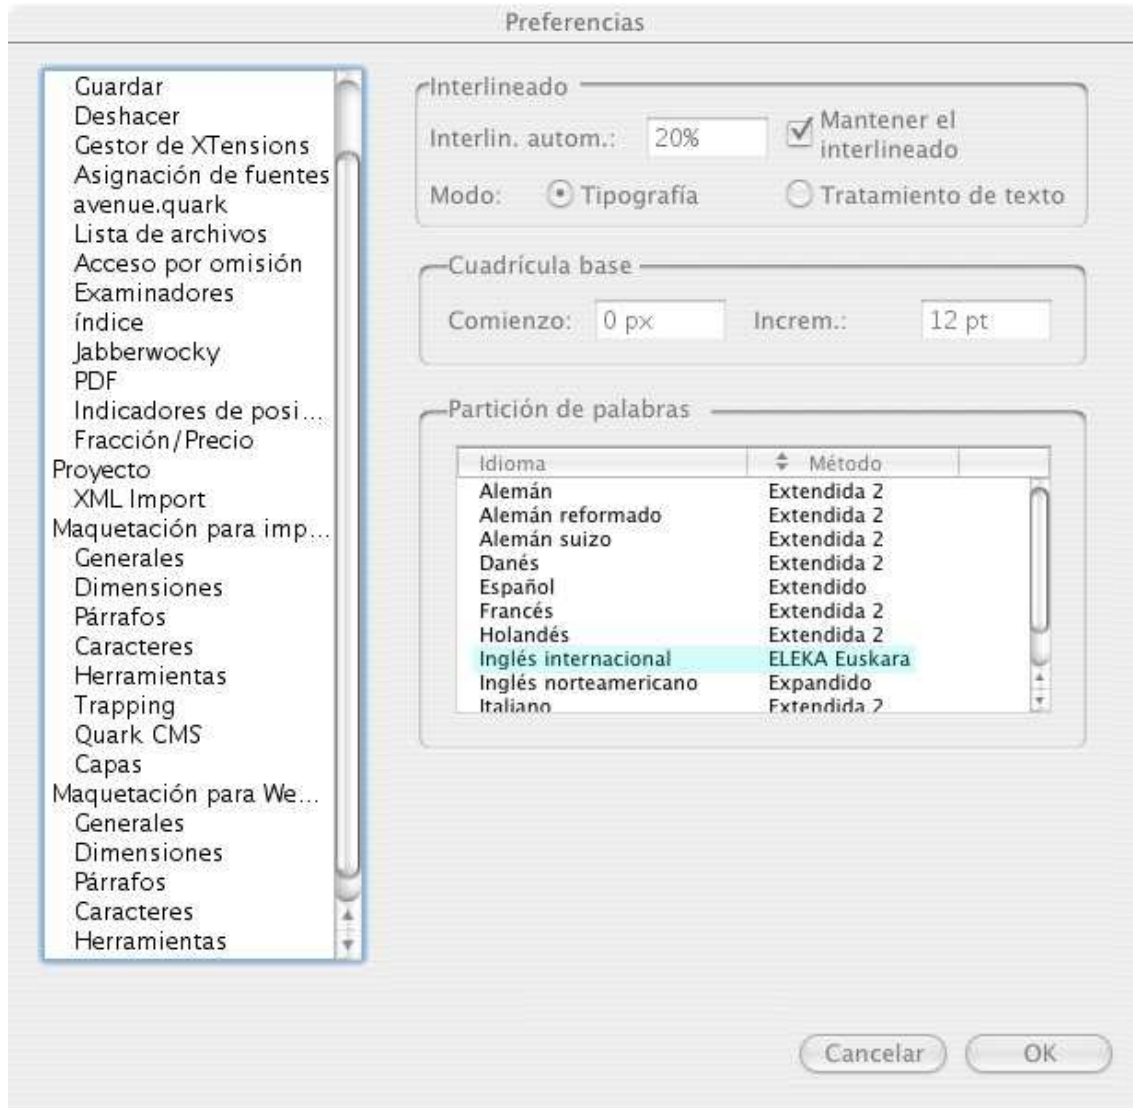 Preferencias
Guardar
Deshacer
Gestor de XTensions
Asignación de fuentes
avenue.quark
Lista de archivos
Acceso por omisión
Examinadores
índice
Jabberwocky
PDF
Indicadores de posi...
Fracción/Precio
Proyecto
XML Import
Maquetación para imp...
Generales
Dimensiones
Párrafos
Caracteres
Herramientas
Trapping
Quark CMS
Capas
Maquetación para We...
Generales
Dimensiones
Párrafos
Caracteres
Herramientas
Interlineado
Interlin. autom.: 20% Mantener el
interlineado
Modo: Tipografía Tratamiento de texto
Cuadrícula base
Comienzo: 0 px Increm.: 12 pt
Partición de palabras
Idioma Método
Alemán Extendida 2
Alemán reformado Extendida 2
Alemán suizo Extendida 2
Danés Extendida 2
Español Extendido
Francés Extendida 2
Holandés Extendida 2
Inglés internacional ELEKA Euskara
Inglés norteamericano Expandido
Italiano Extendida 2
Cancelar OK